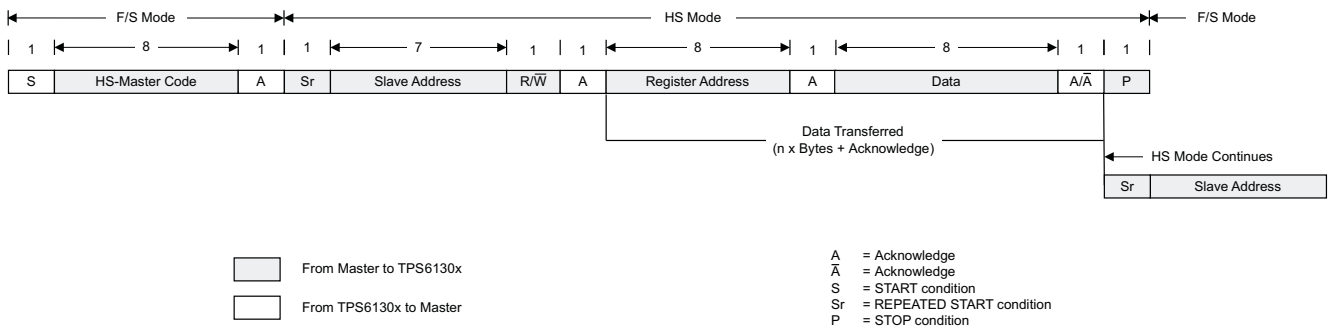 F/S Mode HS Mode F/S Mode
1 8 1 1 7 1 1 8 1 8 1 1
S HS-Master Code A Sr Slave Address R/W̅ A Register Address A Data A/A̅ P
Data Transferred
(n x Bytes + Acknowledge)
HS Mode Continues
Sr Slave Address
From Master to TPS6130x
From TPS6130x to Master
A = Acknowledge
A̅ = Acknowledge
S = START condition
Sr = REPEATED START condition
P = STOP condition